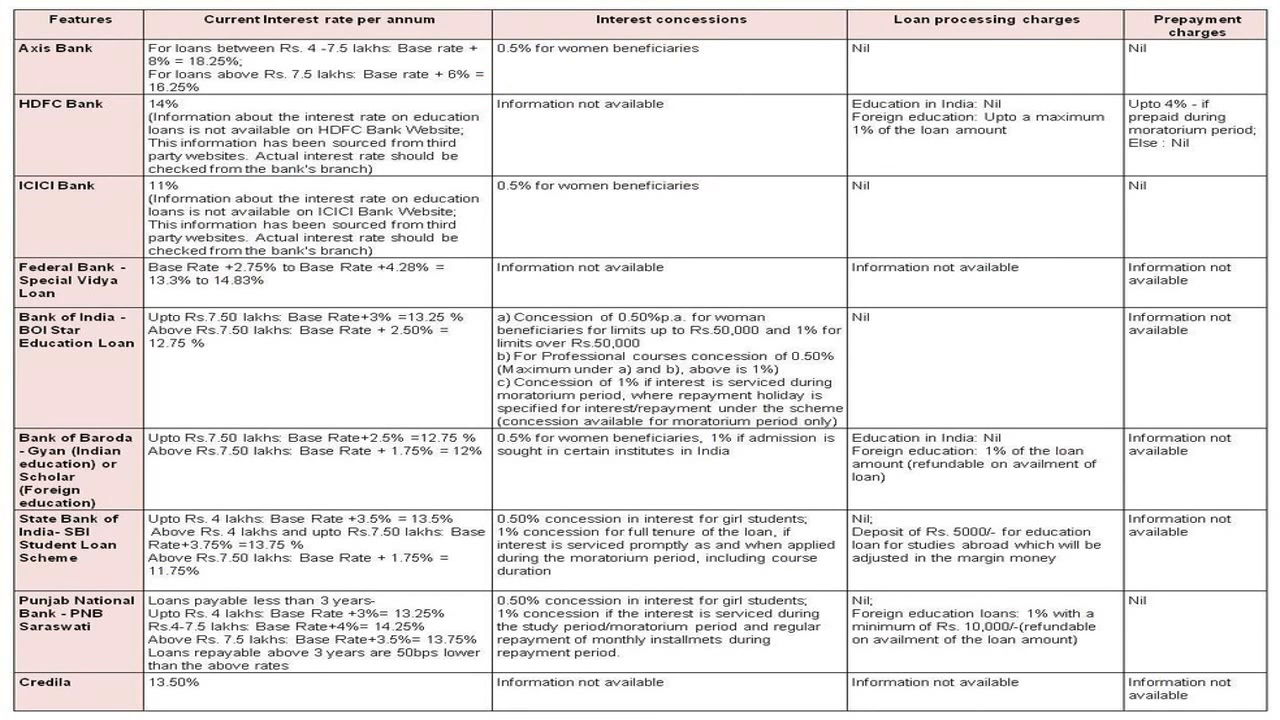 Features
Current Interest rate per annum
Interest concessions
Loan processing charges
Prepayment
charges
Axis Bank
For loans between Rs. 4 -7.5 lakhs: Base rate +
8% = 18.25%;
For loans above Rs. 7.5 lakhs: Base rate + 6% =
16.25%
0.5% for women beneficiaries
Nil
Nil
HDFC Bank
14%
(Information about the interest rate on education
loans is not available on HDFC Bank Website;
This information has been sourced from third
party websites. Actual interest rate should be
checked from the bank's branch)
Information not available
Education in India: Nil
Foreign education: Upto a maximum
1% of the loan amount
Upto 4% - if
prepaid during
moratorium period;
Else : Nil
ICICI Bank
11%
(Information about the interest rate on education
loans is not available on ICICI Bank Website;
This information has been sourced from third
party websites. Actual interest rate should be
checked from the bank's branch)
0.5% for women beneficiaries
Nil
Nil
Federal Bank -
Special Vidya
Loan
Base Rate +2.75% to Base Rate +4.28% =
13.3% to 14.83%
Information not available
Information not available
Information not
available
Bank of India -
BOI Star
Education Loan
Upto Rs.7.50 lakhs: Base Rate+3% =13.25 %
Above Rs.7.50 lakhs: Base Rate + 2.50% =
12.75 %
a) Concession of 0.50%p.a. for woman
beneficiaries for limits up to Rs.50,000 and 1% for
limits over Rs.50,000
b) For Professional courses concession of 0.50%
(Maximum under a) and b), above is 1%)
c) Concession of 1% if interest is serviced during
moratorium period, where repayment holiday is
specified for interest/repayment under the scheme
(concession available for moratorium period only)
Nil
Information not
available
Bank of Baroda
- Gyan (Indian
education) or
Scholar
(Foreign
education)
Upto Rs.7.50 lakhs: Base Rate+2.5% =12.75 %
Above Rs.7.50 lakhs: Base Rate + 1.75% = 12%
0.5% for women beneficiaries, 1% if admission is
sought in certain institutes in India
Education in India: Nil
Foreign education: 1% of the loan
amount (refundable on availment of
loan)
Information not
available
State Bank of
India- SBI
Student Loan
Scheme
Upto Rs. 4 lakhs: Base Rate +3.5% = 13.5%
Above Rs. 4 lakhs and upto Rs.7.50 lakhs: Base
Rate+3.75% =13.75 %
Above Rs.7.50 lakhs: Base Rate + 1.75% =
11.75%
0.50% concession in interest for girl students;
1% concession for full tenure of the loan, if
interest is serviced promptly as and when applied
during the moratorium period, including course
duration
Nil;
Deposit of Rs. 5000/- for education
loan for studies abroad which will be
adjusted in the margin money
Information not
available
Punjab National
Bank - PNB
Saraswati
Loans payable less than 3 years-
Upto Rs. 4 lakhs: Base Rate +3%= 13.25%
Rs.4-7.5 lakhs: Base Rate+4%= 14.25%
Above Rs. 7.5 lakhs: Base Rate+3.5%= 13.75%
Loans repayable above 3 years are 50bps lower
than the above rates
0.50% concession in interest for girl students;
1% concession if the interest is serviced during
the study period/moratorium period and regular
repayment of monthly installmets during
repayment period.
Nil;
Foreign education loans: 1% with a
minimum of Rs. 10,000/-(refundable
on availment of the loan amount)
Nil
Credila
13.50%
Information not available
Information not available
Information not
available